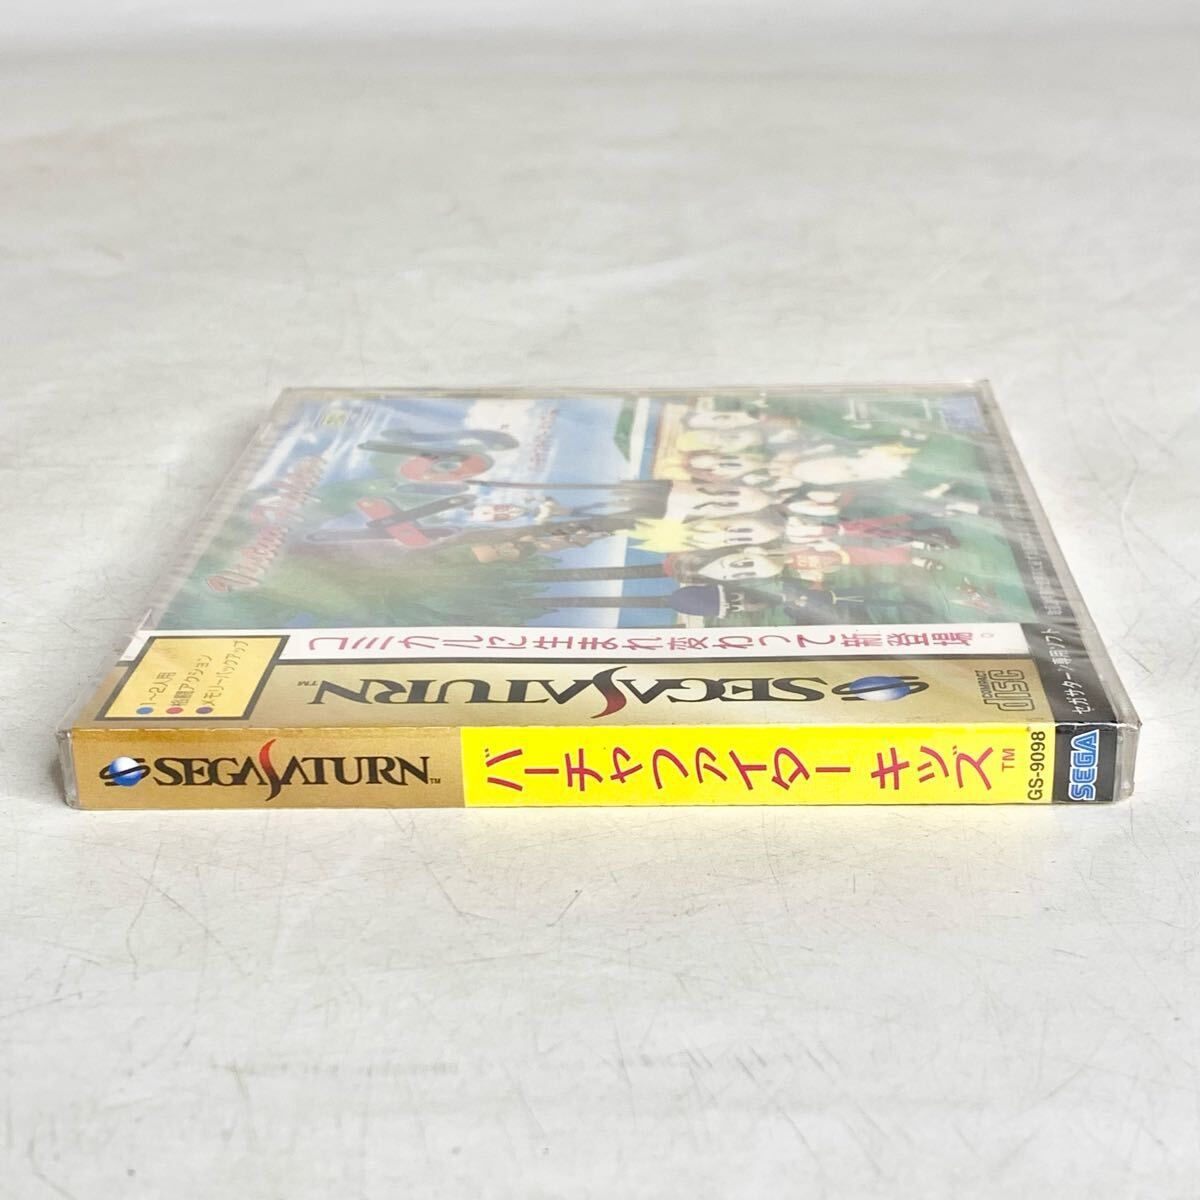 Virtua Fighter
コミカルに生まれ変わって新登場。
1~2人用
格闘アクション
メモリーバックアップ
SEGA SATURN™
COMPACT
disc
セガサターン専用ソフト
SEGA SATURN™
バーチャファイター キッズ™
GS-9098
SEGA